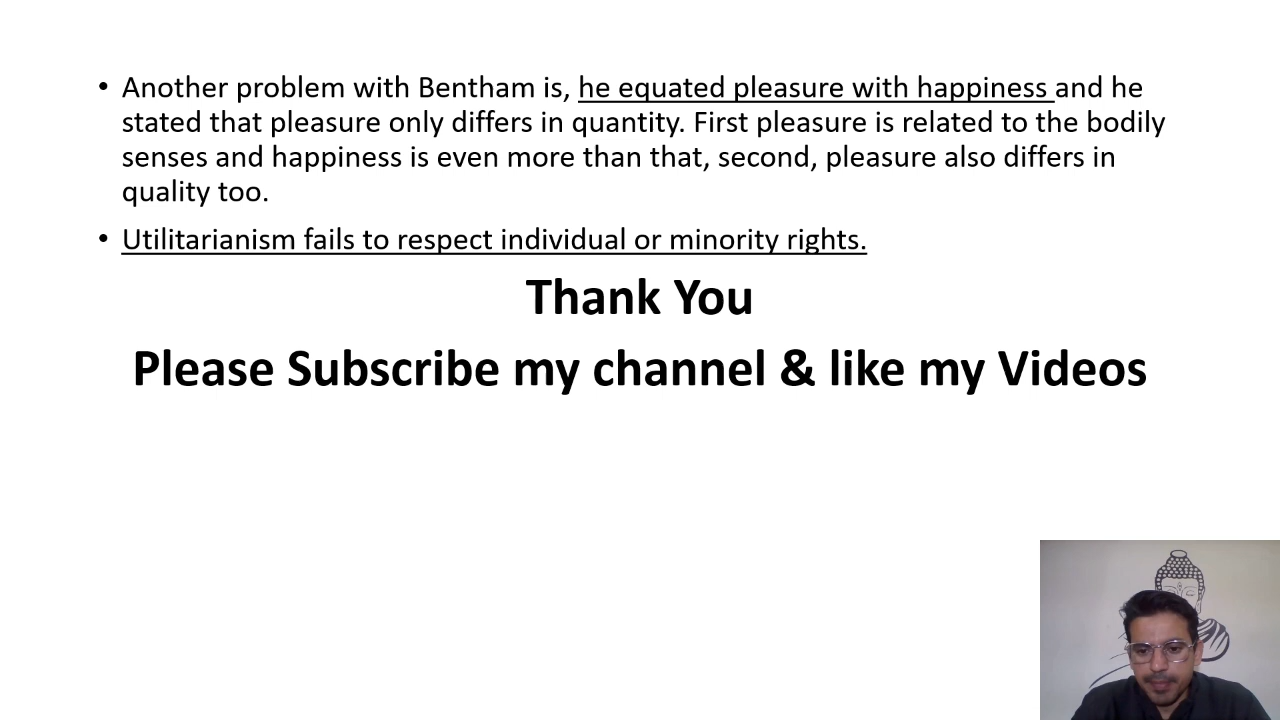 • Another problem with Bentham is, he equated pleasure with happiness and he
stated that pleasure only differs in quantity. First pleasure is related to the bodily
senses and happiness is even more than that, second, pleasure also differs in
quality too.
• Utilitarianism fails to respect individual or minority rights.
Thank You
Please Subscribe my channel & like my Videos